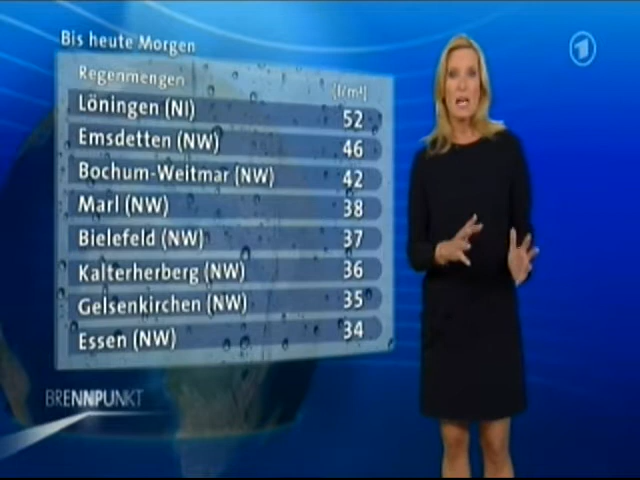 Bis heute Morgen
Regenmengen (l/m²)
Löningen (NI) 52
Emsdetten (NW) 46
Bochum-Weitmar (NW) 42
Marl (NW) 38
Bielefeld (NW) 37
Kalterherberg (NW) 36
Gelsenkirchen (NW) 35
Essen (NW) 34
BRENNPUNKT
1